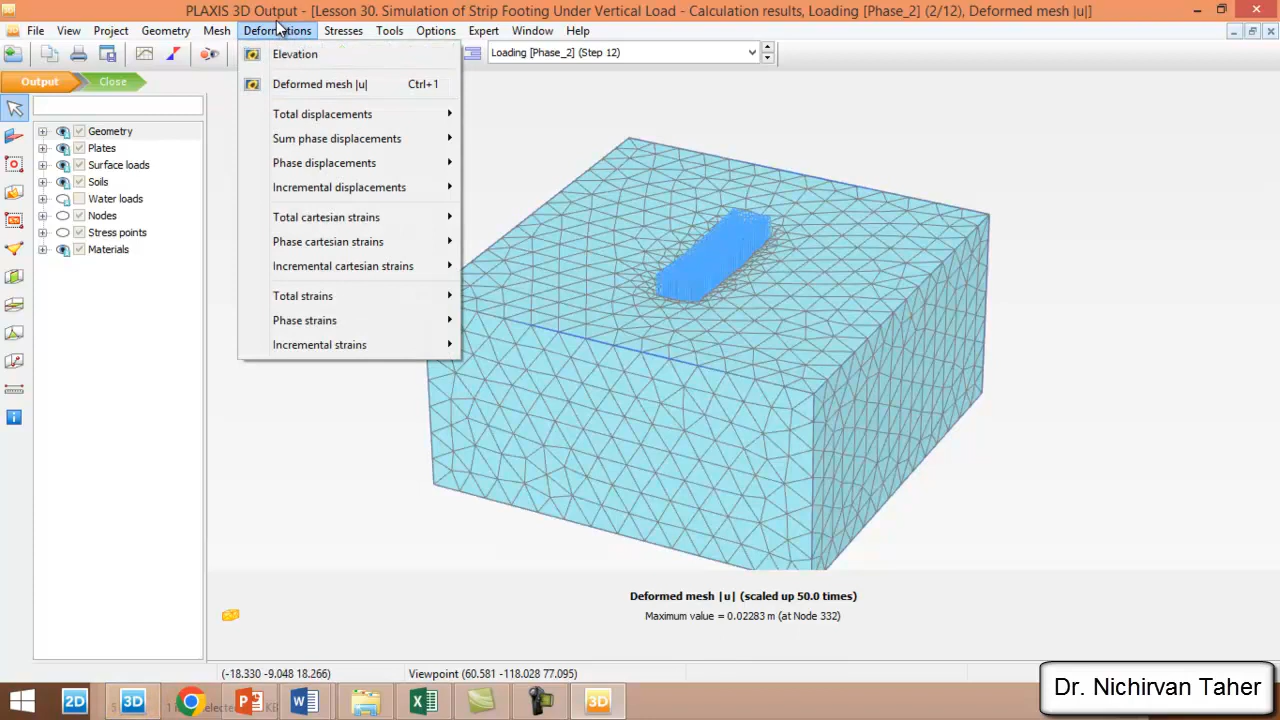 PLAXIS 3D Output - [Lesson 30. Simulation of Strip Footing Under Vertical Load - Calculation results, Loading [Phase_2] (2/12), Deformed mesh |u|]
File View Project Geometry Mesh Deformations Stresses Tools Options Expert Window Help
Loading [Phase_2] (Step 12)
Output Close
Elevation
Deformed mesh |u| Ctrl+1
Total displacements
Sum phase displacements
Phase displacements
Incremental displacements
Total cartesian strains
Phase cartesian strains
Incremental cartesian strains
Total strains
Phase strains
Incremental strains
Geometry
Plates
Surface loads
Soils
Water loads
Nodes
Stress points
Materials
Deformed mesh |u| (scaled up 50.0 times)
Maximum value = 0.02283 m (at Node 332)
(-18.330 -9.048 18.266) Viewpoint (60.581 -118.028 77.095)
2D 3D 3D
Dr. Nichirvan Taher